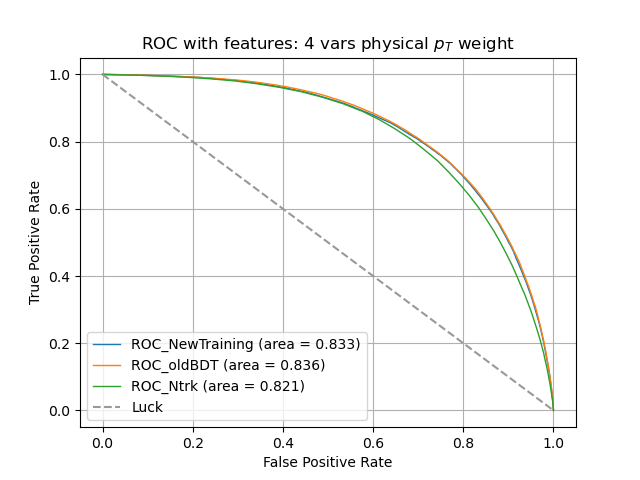 ROC with features: 4 vars physical $p_T$ weight
True Positive Rate
1.0
0.8
0.6
0.4
0.2
0.0
ROC_NewTraining (area = 0.833)
ROC_oldBDT (area = 0.836)
ROC_Ntrk (area = 0.821)
Luck
0.0 0.2 0.4 0.6 0.8 1.0
False Positive Rate